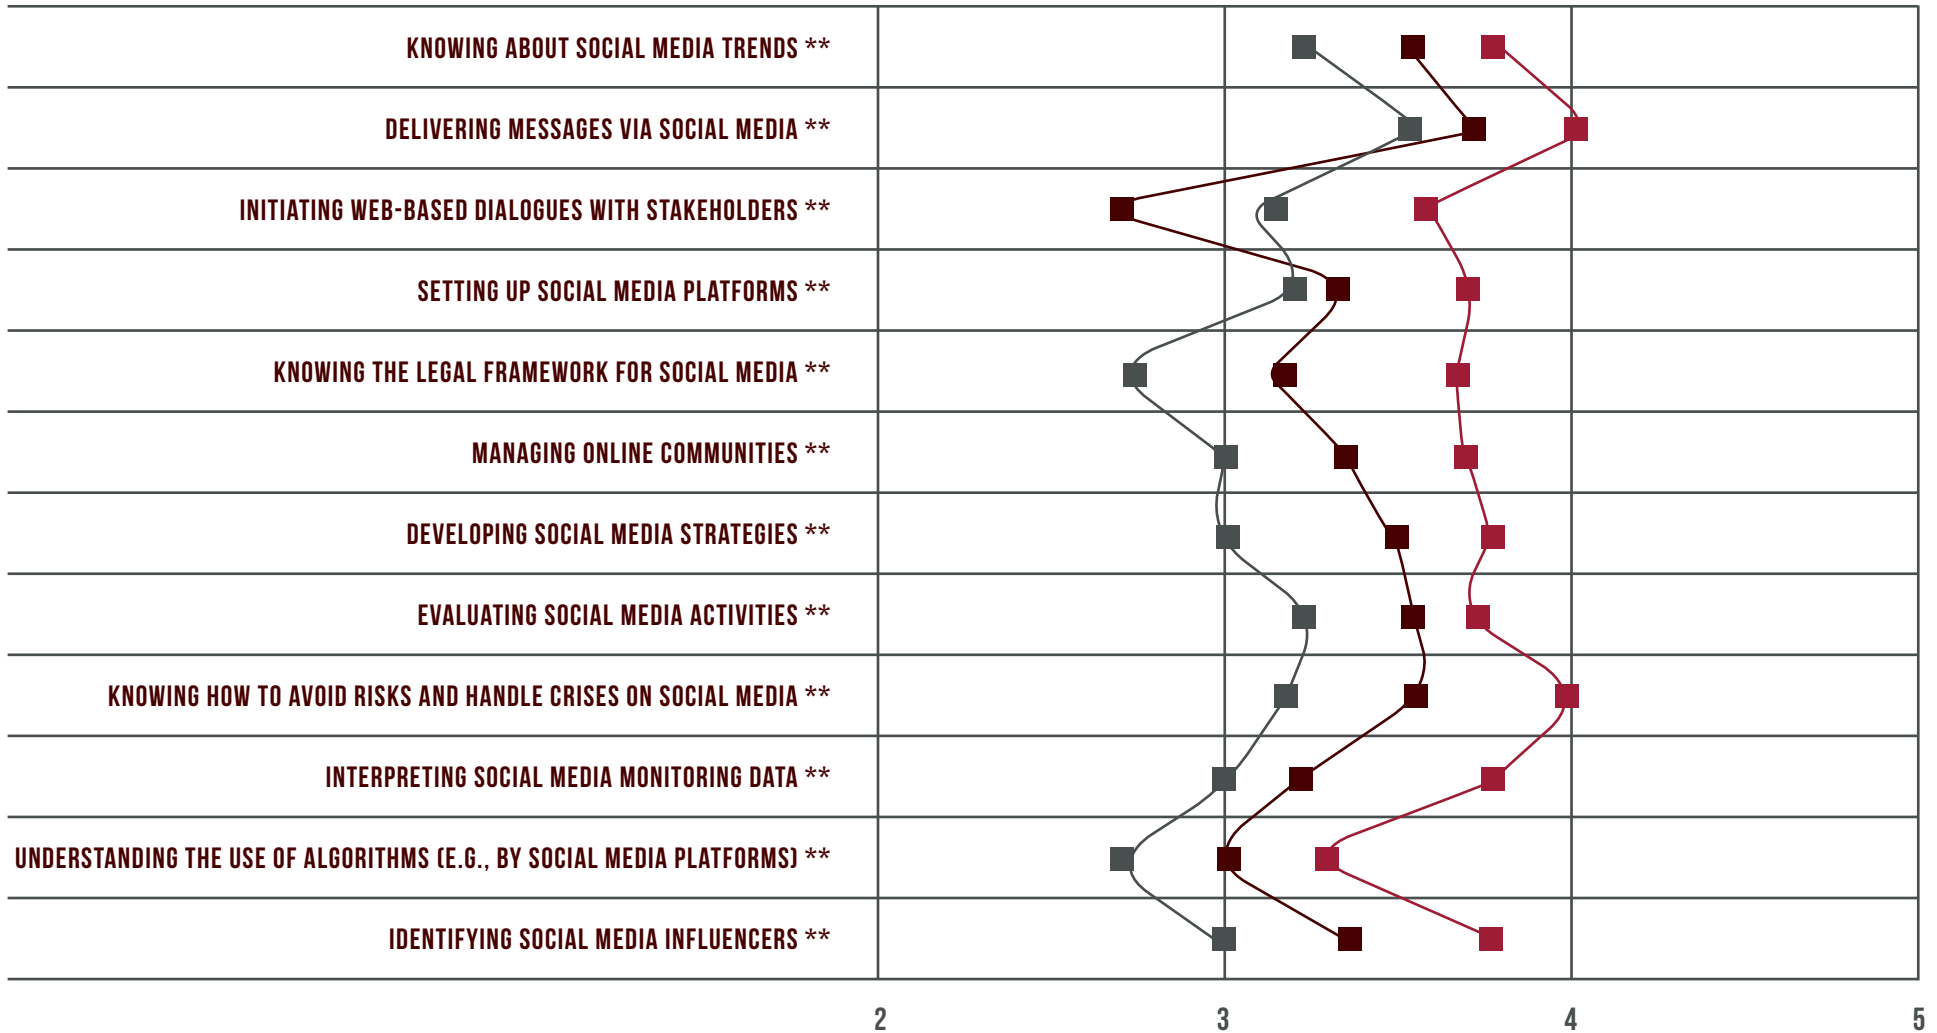 KNOWING ABOUT SOCIAL MEDIA TRENDS **
DELIVERING MESSAGES VIA SOCIAL MEDIA **
INITIATING WEB-BASED DIALOGUES WITH STAKEHOLDERS **
SETTING UP SOCIAL MEDIA PLATFORMS **
KNOWING THE LEGAL FRAMEWORK FOR SOCIAL MEDIA **
MANAGING ONLINE COMMUNITIES **
DEVELOPING SOCIAL MEDIA STRATEGIES **
EVALUATING SOCIAL MEDIA ACTIVITIES **
KNOWING HOW TO AVOID RISKS AND HANDLE CRISES ON SOCIAL MEDIA **
INTERPRETING SOCIAL MEDIA MONITORING DATA **
UNDERSTANDING THE USE OF ALGORITHMS (E.G., BY SOCIAL MEDIA PLATFORMS) **
IDENTIFYING SOCIAL MEDIA INFLUENCERS **
2 3 4 5